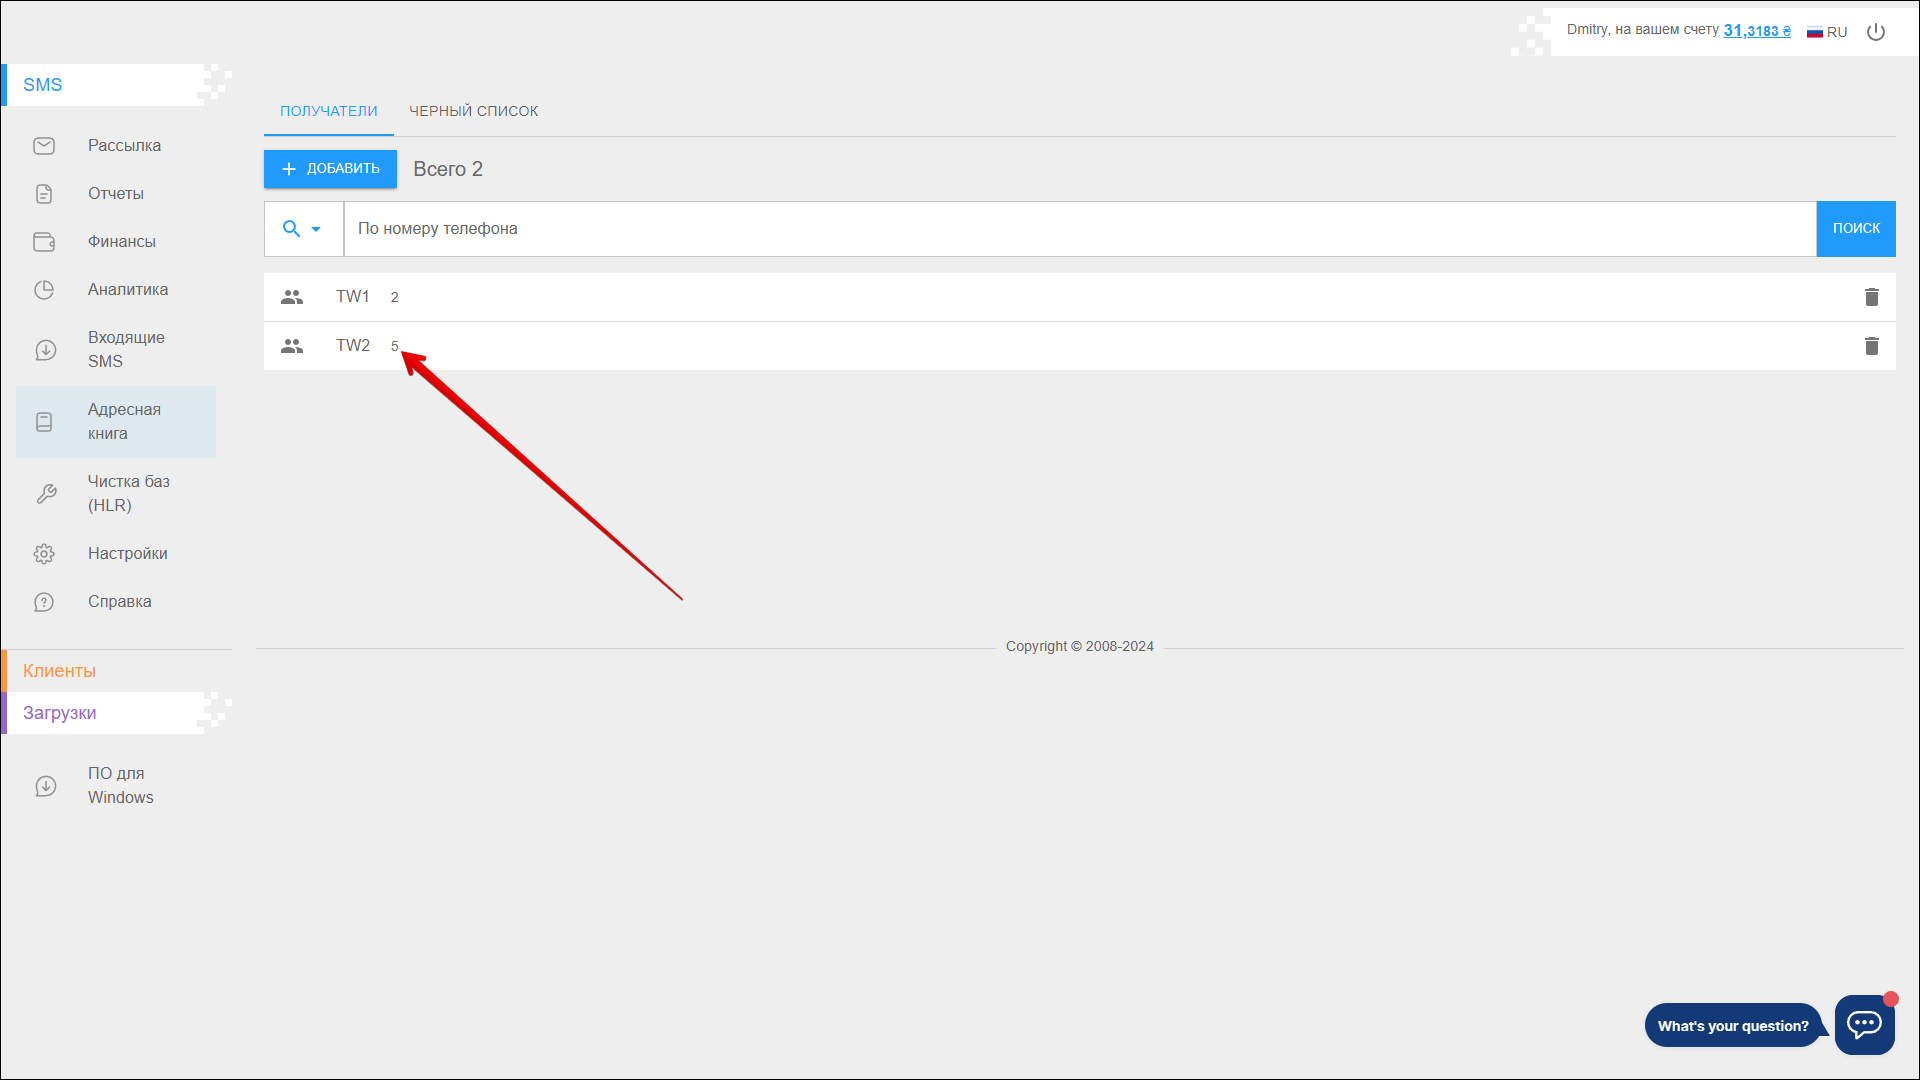 Dmitry, на вашем счету 31,3183 ₴ RU
SMS
Рассылка
Отчеты
Финансы
Аналитика
Входящие
SMS
Адресная
книга
Чистка баз
(HLR)
Настройки
Справка
Клиенты
Загрузки
ПО для
Windows
ПОЛУЧАТЕЛИ ЧЕРНЫЙ СПИСОК
ДОБАВИТЬ Всего 2
По номеру телефона ПОИСК
TW1 2
TW2 5
Copyright © 2008-2024
What's your question?